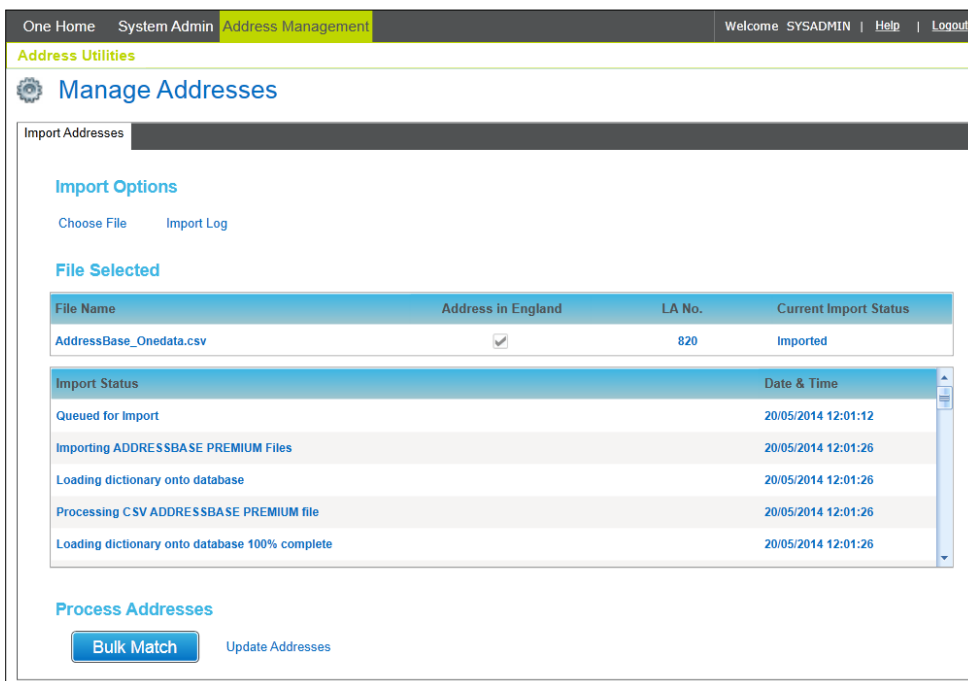 One Home System Admin Address Management Welcome SYSADMIN | Help | Logout
Address Utilities
Manage Addresses
Import Addresses
Import Options
Choose File Import Log
File Selected
File Name Address in England LA No. Current Import Status
AddressBase_Onedata.csv 820 Imported
Import Status Date & Time
Queued for Import 20/05/2014 12:01:12
Importing ADDRESSBASE PREMIUM Files 20/05/2014 12:01:26
Loading dictionary onto database 20/05/2014 12:01:26
Processing CSV ADDRESSBASE PREMIUM file 20/05/2014 12:01:26
Loading dictionary onto database 100% complete 20/05/2014 12:01:26
Process Addresses
Bulk Match Update Addresses